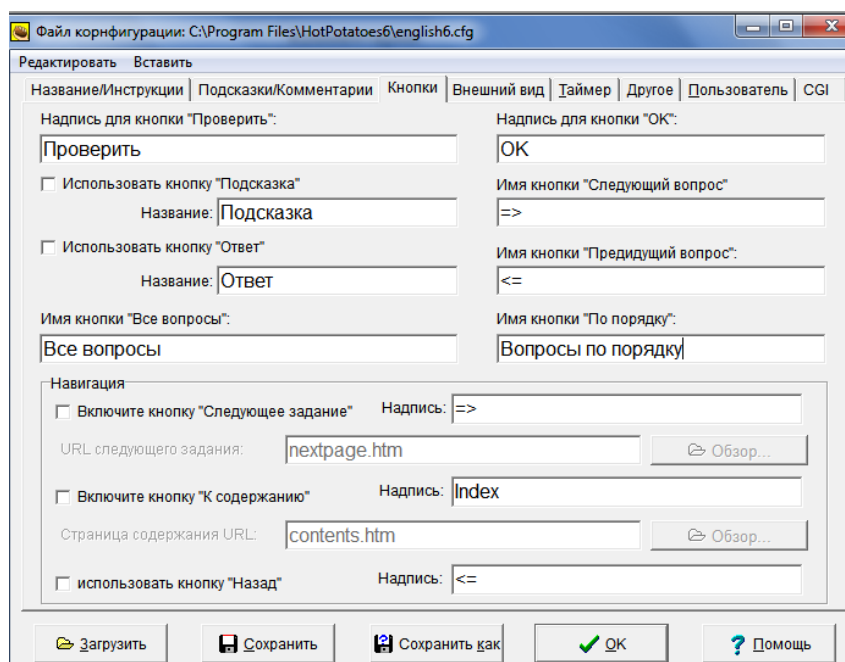 Файл корнфигурации: C:\Program Files\HotPotatoes6\english6.cfg
Редактировать Вставить
Название/Инструкции Подсказки/Комментарии Кнопки Внешний вид Таймер Другое Пользователь CGI
Надпись для кнопки "Проверить": Надпись для кнопки "OK":
Проверить OK
Использовать кнопку "Подсказка" Имя кнопки "Следующий вопрос"
Название: Подсказка =>
Использовать кнопку "Ответ" Имя кнопки "Предидущий вопрос":
Название: Ответ <=
Имя кнопки "Все вопросы": Имя кнопки "По порядку":
Все вопросы Вопросы по порядку
Навигация
Включите кнопку "Следующее задание" Надпись: =>
URL следующего задания: nextpage.htm Обзор...
Включите кнопку "К содержанию" Надпись: Index
Страница содержания URL: contents.htm Обзор...
использовать кнопку "Назад" Надпись: <=
Загрузить Сохранить Сохранить как OK Помощь